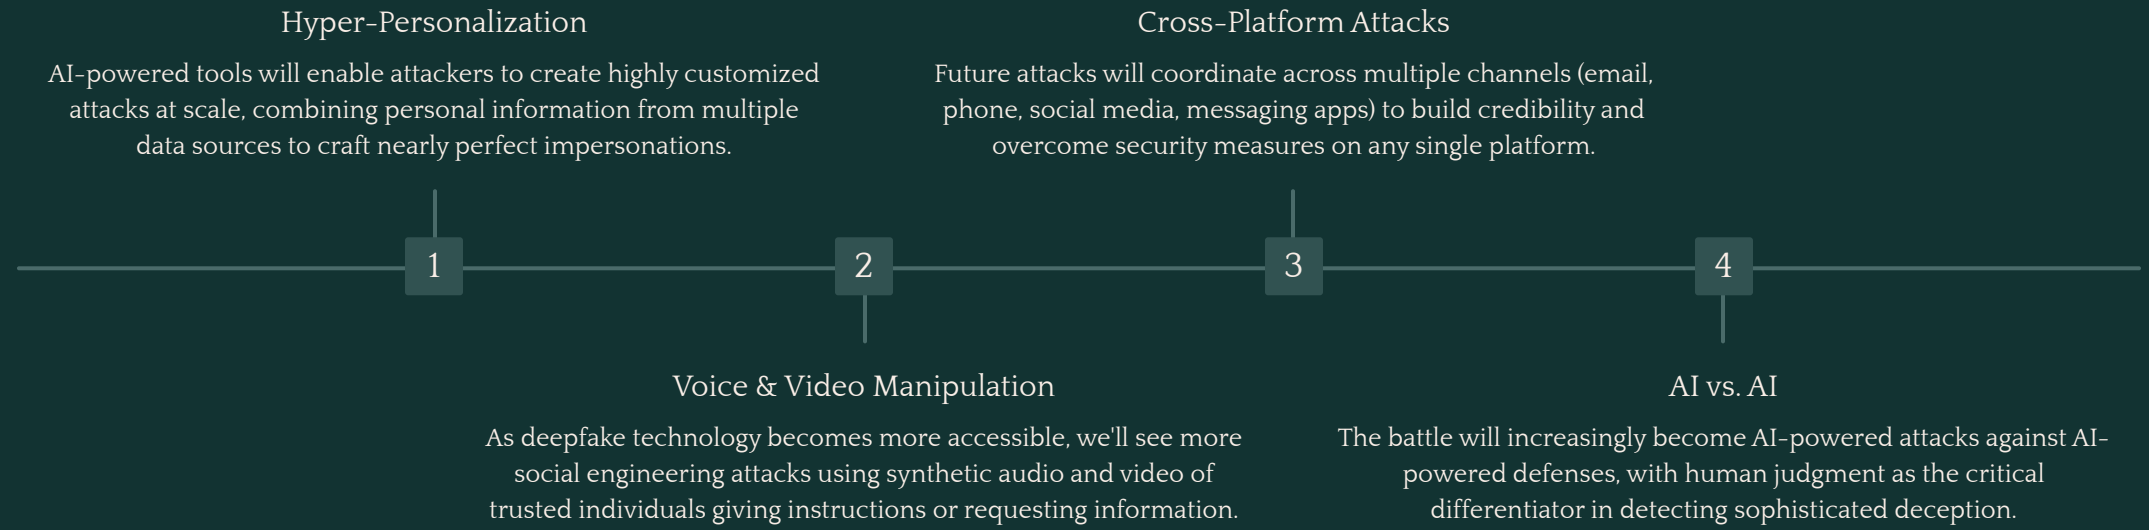 Hyper-Personalization
AI-powered tools will enable attackers to create highly customized
attacks at scale, combining personal information from multiple
data sources to craft nearly perfect impersonations.
Cross-Platform Attacks
Future attacks will coordinate across multiple channels (email,
phone, social media, messaging apps) to build credibility and
overcome security measures on any single platform.
1
2
3
4
Voice & Video Manipulation
As deepfake technology becomes more accessible, we'll see more
social engineering attacks using synthetic audio and video of
trusted individuals giving instructions or requesting information.
AI vs. AI
The battle will increasingly become AI-powered attacks against AI-
powered defenses, with human judgment as the critical
differentiator in detecting sophisticated deception.